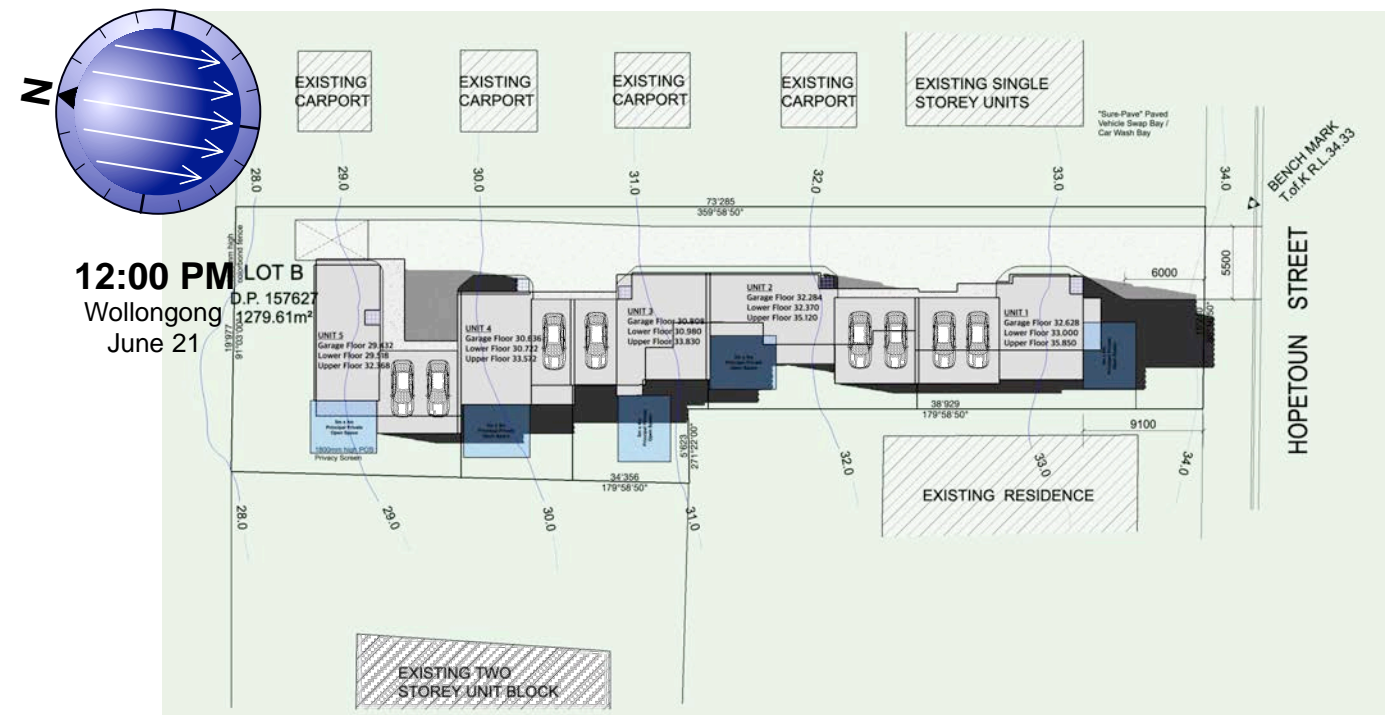 N
12:00 PM
Wollongong
June 21
EXISTING
CARPORT
EXISTING
CARPORT
EXISTING
CARPORT
EXISTING
CARPORT
EXISTING SINGLE
STOREY UNITS
"Sure-Pave" Paved
Vehicle Swap Bay /
Car Wash Bay
BENCH MARK
T.of.K R.L.34.33
28.0
29.0
30.0
31.0
32.0
33.0
34.0
73'285
359°58'50"
5500
6000
HOPETOUN STREET
LOT B
D.P. 157627
1279.61m²
UNIT 5
Garage Floor 29.432
Lower Floor 29.518
Upper Floor 32.368
UNIT 4
Garage Floor 30.636
Lower Floor 30.722
Upper Floor 33.572
UNIT 3
Garage Floor 30.808
Lower Floor 30.980
Upper Floor 33.830
UNIT 2
Garage Floor 32.284
Lower Floor 32.370
Upper Floor 35.120
UNIT 1
Garage Floor 32.628
Lower Floor 33.000
Upper Floor 35.850
Principal Private
Open Space
1800mm high POS
Privacy Screen
38'929
179°58'50"
9100
5'623
271°22'00"
34'356
179°58'50"
28.0
29.0
30.0
31.0
32.0
33.0
34.0
EXISTING RESIDENCE
EXISTING TWO
STOREY UNIT BLOCK